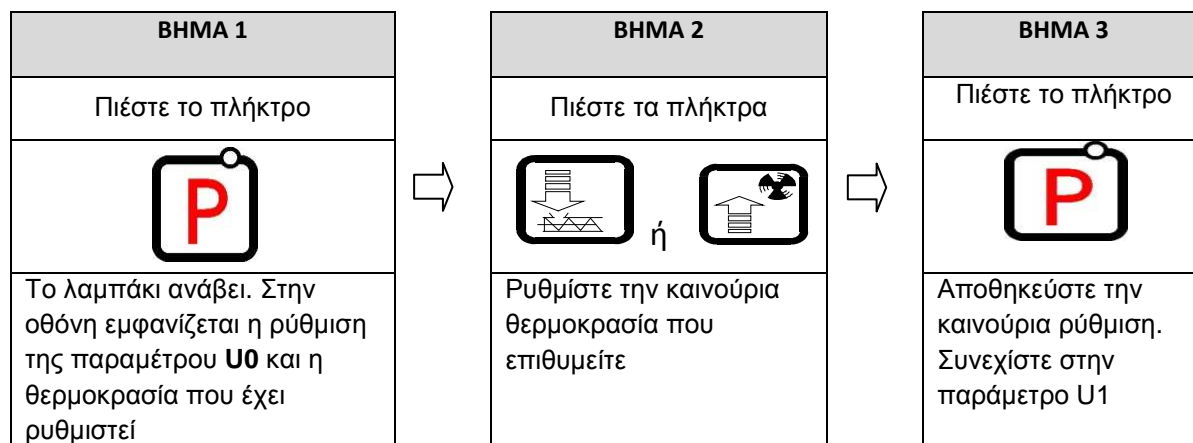 ΒΗΜΑ 1
Πιέστε το πλήκτρο
P
Το λαμπάκι ανάβει. Στην
οθόνη εμφανίζεται η ρύθμιση
της παραμέτρου U0 και η
θερμοκρασία που έχει
ρυθμιστεί
ΒΗΜΑ 2
Πιέστε τα πλήκτρα
ή
Ρυθμίστε την καινούρια
θερμοκρασία που
επιθυμείτε
ΒΗΜΑ 3
Πιέστε το πλήκτρο
P
Αποθηκεύστε την
καινούρια ρύθμιση.
Συνεχίστε στην
παράμετρο U1